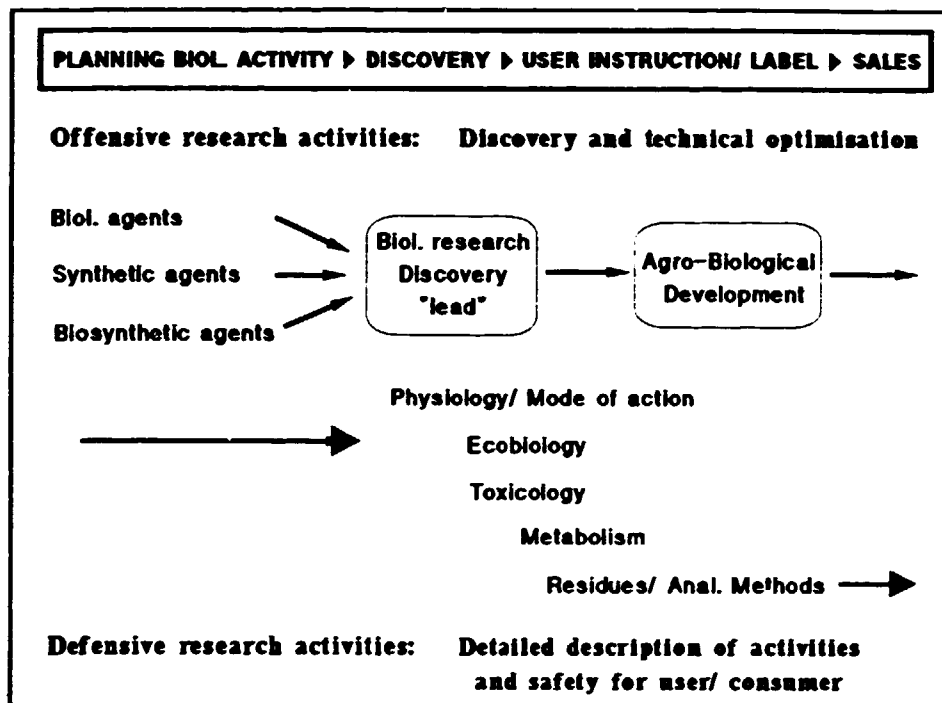 PLANNING BIOL. ACTIVITY ▶ DISCOVERY ▶ USER INSTRUCTION/ LABEL ▶ SALES
Offensive research activities: Discovery and technical optimisation
Biol. agents
Synthetic agents
Biosynthetic agents
Biol. research
Discovery
"lead"
Agro-Biological
Development
Physiology/ Mode of action
Ecobiology
Toxicology
Metabolism
Residues/ Anal. Methods
Defensive research activities: Detailed description of activities
and safety for user/ consumer